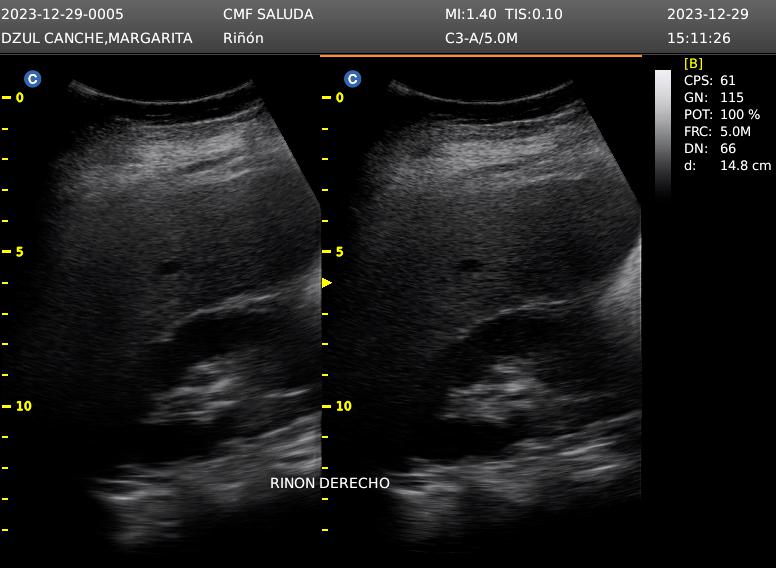 2023-12-29-0005 CMF SALUDA MI:1.40 TIS:0.10 2023-12-29
DZUL CANCHE,MARGARITA Riñón C3-A/5.0M 15:11:26
C C
[B]
CPS: 61
GN: 115
POT: 100 %
FRC: 5.0M
DN: 66
d: 14.8 cm
0 0
5 5
10 10
RINON DERECHO